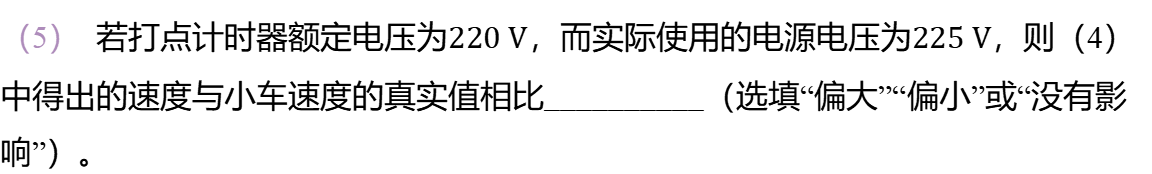 （5） 若打点计时器额定电压为220 V，而实际使用的电源电压为225 V，则（4）
中得出的速度与小车速度的真实值相比__________（选填“偏大”“偏小”或“没有影
响”）。